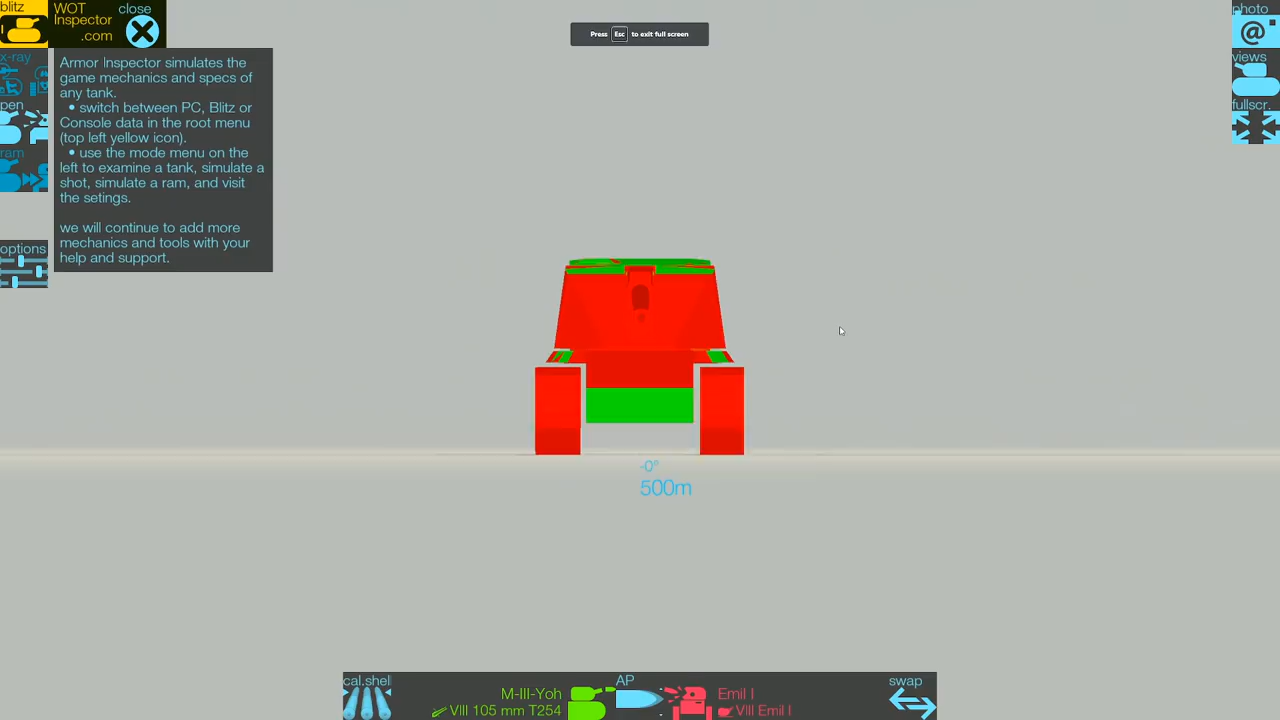 blitz
WOT
Inspector
.com
close
Armor Inspector simulates the
game mechanics and specs of
any tank.
• switch between PC, Blitz or
Console data in the root menu
(top left yellow icon).
• use the mode menu on the
left to examine a tank, simulate a
shot, simulate a ram, and visit
the setings.
we will continue to add more
mechanics and tools with your
help and support.
x-ray
pen
ram
options
Press Esc to exit full screen
photo
@
views
fullscr.
-0°
500m
cal.shell
M-III-Yoh
VIII 105 mm T254
AP
Emil I
VIII Emil I
swap